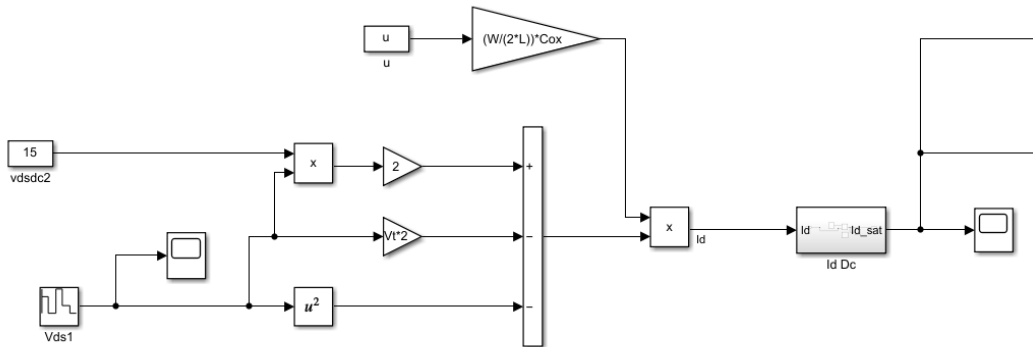 u
(W/(2*L))*Cox
u
15
x
2
+
vdsdc2
x
Id
Id
Id_sat
Vt*2
−
Id Dc
u²
−
Vds1